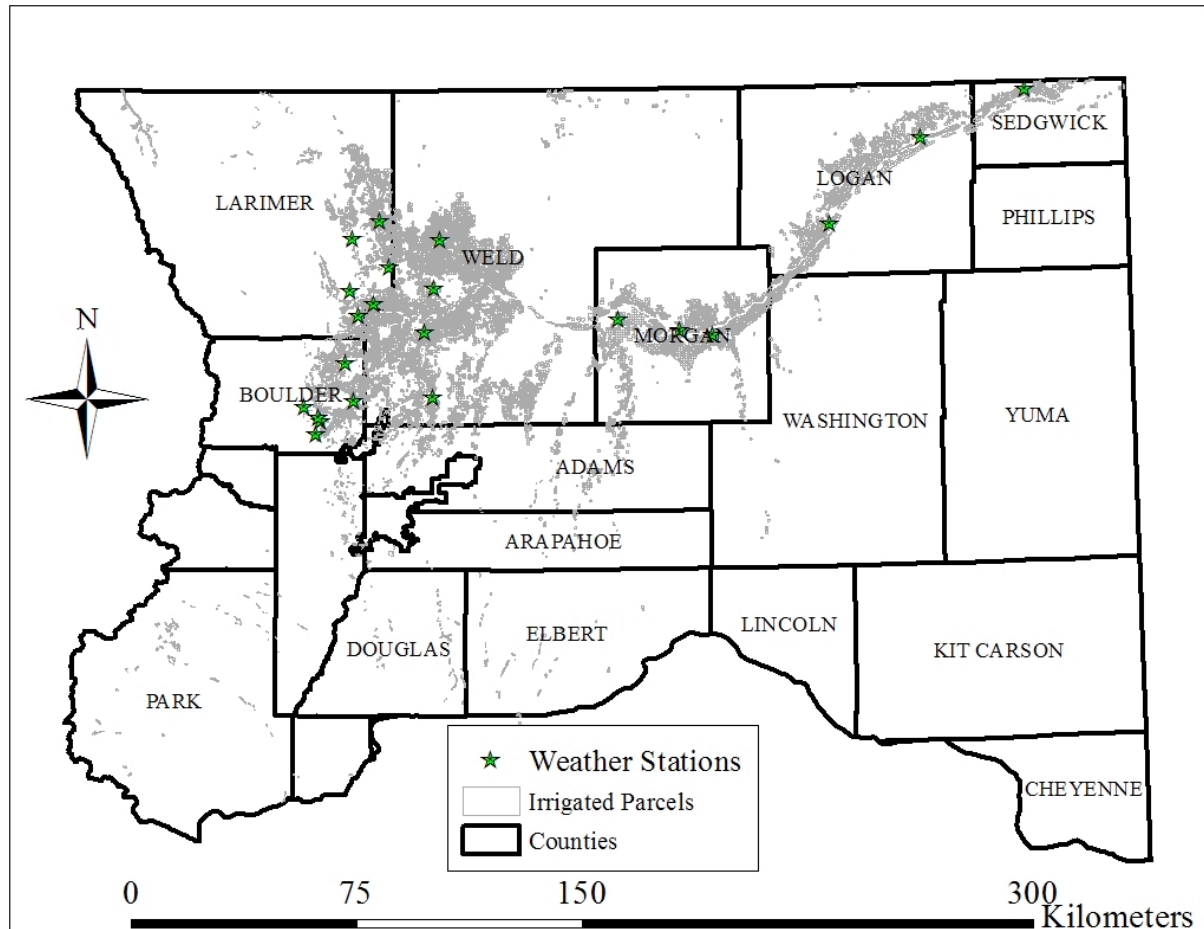 SEDGWICK
LOGAN
LARIMER
PHILLIPS
WELD
N
MORGAN
BOULDER
WASHINGTON
YUMA
ADAMS
ARAPAHOE
ELBERT
LINCOLN
DOUGLAS
KIT CARSON
PARK
Weather Stations
CHEYENNE
Irrigated Parcels
Counties
0 75 150 300
Kilometers